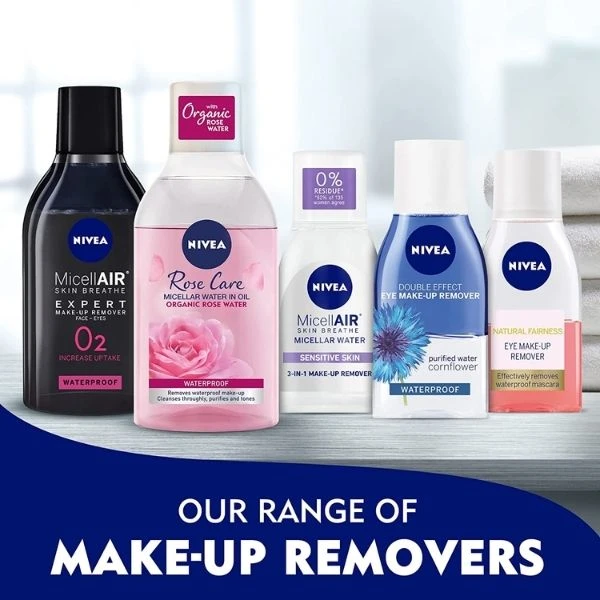 NIVEA
MicellAIR®
SKIN BREATHE
EXPERT
MAKE-UP REMOVER
FACE - EYES
O2
INCREASE UPTAKE
WATERPROOF
with
Organic
ROSE
WATER
NIVEA
Rose Care
MICELLAR WATER IN OIL
ORGANIC ROSE WATER
WATERPROOF
Removes waterproof make-up
Cleanses throughly, purifies and tones
0%
RESIDUE*
women agree
NIVEA
MicellAIR®
SKIN BREATHE
MICELLAR WATER
SENSITIVE SKIN
3-IN-1 MAKE-UP REMOVER
NIVEA
DOUBLE EFFECT
EYE MAKE-UP REMOVER
purified water
cornflower
WATERPROOF
NIVEA
NATURAL FAIRNESS
EYE MAKE-UP
REMOVER
Effectively removes
waterproof mascara
OUR RANGE OF
MAKE-UP REMOVERS